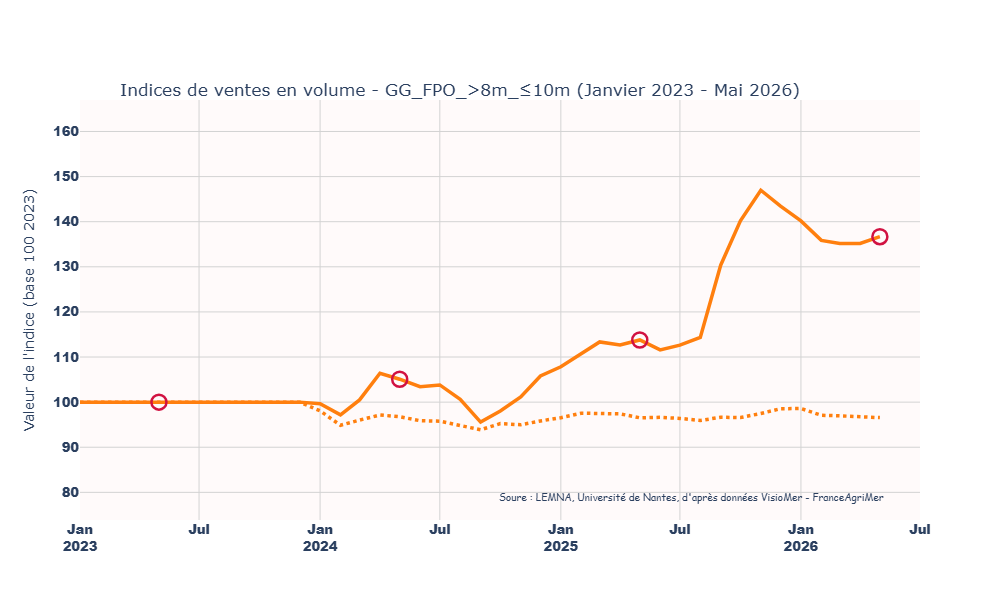 Indices de ventes en volume - GG_FPO_>8m_≤10m (Janvier 2023 - Mai 2026)
Valeur de l'indice (base 100 2023)
160
150
140
130
120
110
100
90
80
Soure : LEMNA, Université de Nantes, d'après données VisioMer - FranceAgriMer
Jan Jul Jan Jul Jan Jul Jan Jul
2023 2024 2025 2026